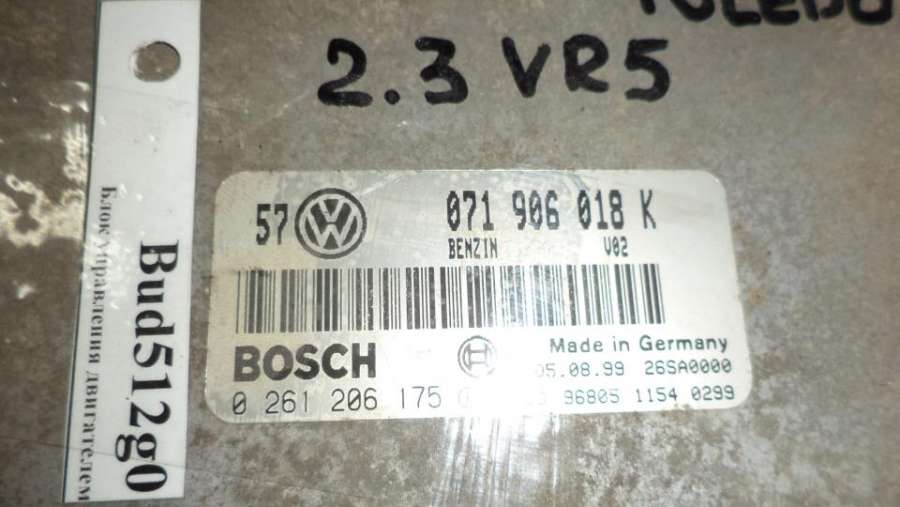 TOLEDO
2.3 VR5
57 071 906 018 K
BENZIN V02
BOSCH Made in Germany
05.08.99 26SA0000
0 261 206 175 96805 1154 0299
Блок управления двигателем
Bud512g0